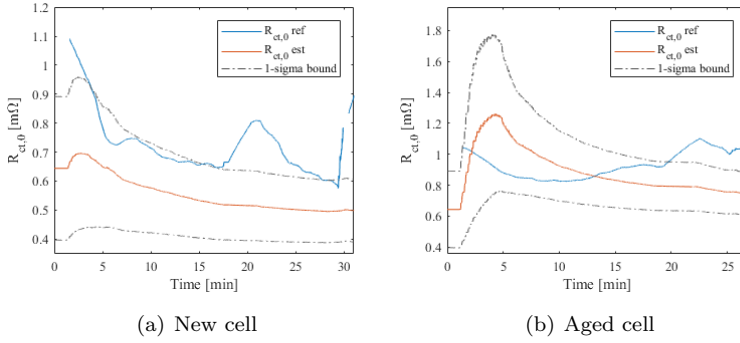 1.2
1.1
1
0.9
0.8
0.7
0.6
0.5
0.4
R_ct,0 [mΩ]
R_ct,0 ref
R_ct,0 est
1-sigma bound
0 5 10 15 20 25 30
Time [min]
(a) New cell
1.8
1.6
1.4
1.2
1
0.8
0.6
0.4
R_ct,0 [mΩ]
R_ct,0 ref
R_ct,0 est
1-sigma bound
0 5 10 15 20 25
Time [min]
(b) Aged cell